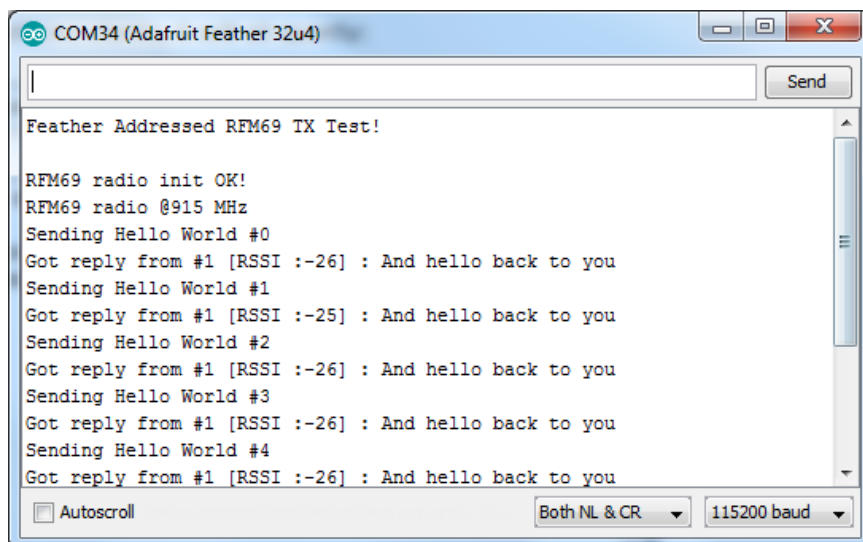 COM34 (Adafruit Feather 32u4)
Send
Feather Addressed RFM69 TX Test!
RFM69 radio init OK!
RFM69 radio @915 MHz
Sending Hello World #0
Got reply from #1 [RSSI :-26] : And hello back to you
Sending Hello World #1
Got reply from #1 [RSSI :-25] : And hello back to you
Sending Hello World #2
Got reply from #1 [RSSI :-26] : And hello back to you
Sending Hello World #3
Got reply from #1 [RSSI :-26] : And hello back to you
Sending Hello World #4
Got reply from #1 [RSSI :-26] : And hello back to you
Autoscroll Both NL & CR 115200 baud